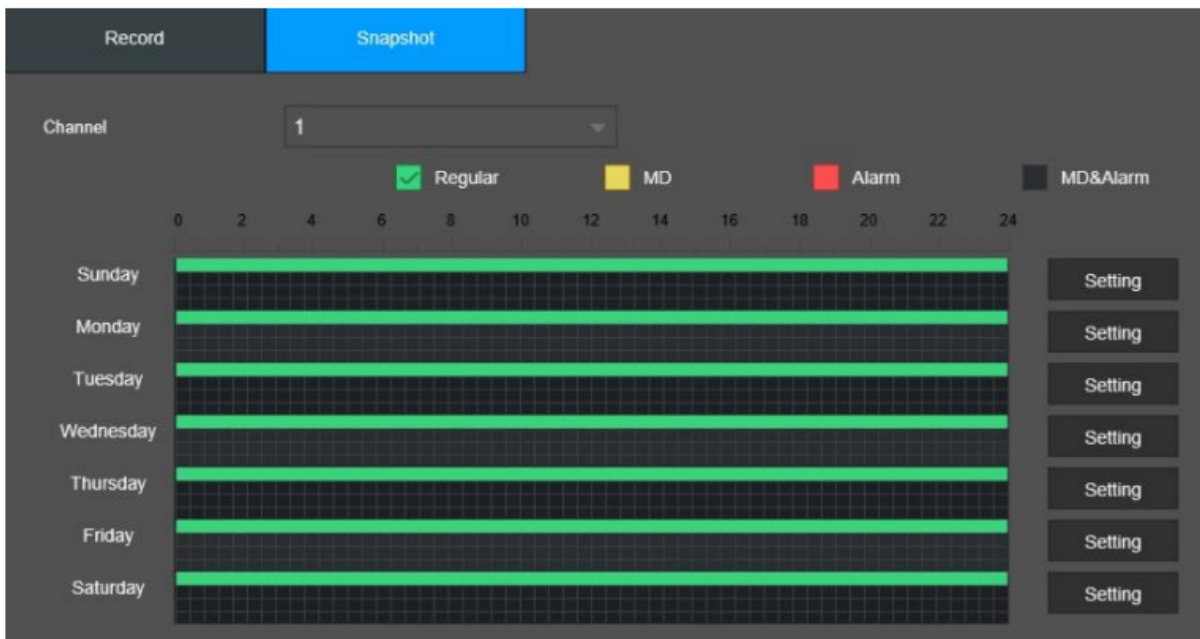 Record Snapshot
Channel 1
Regular MD Alarm MD&Alarm
0 2 4 6 8 10 12 14 16 18 20 22 24
Sunday Setting
Monday Setting
Tuesday Setting
Wednesday Setting
Thursday Setting
Friday Setting
Saturday Setting